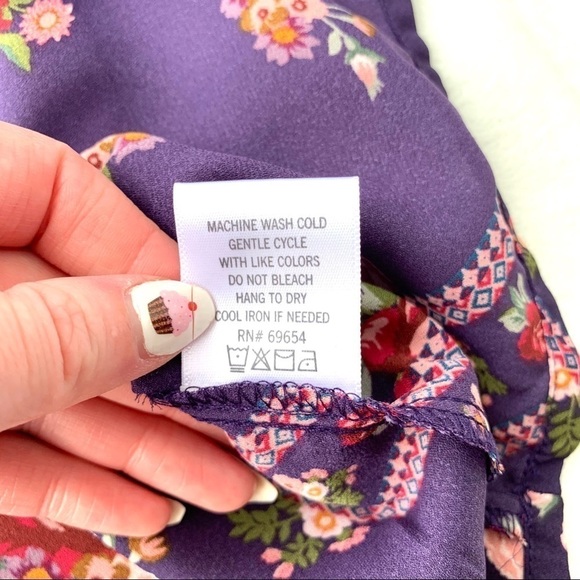 MACHINE WASH COLD
GENTLE CYCLE
WITH LIKE COLORS
DO NOT BLEACH
HANG TO DRY
COOL IRON IF NEEDED
RN# 69654